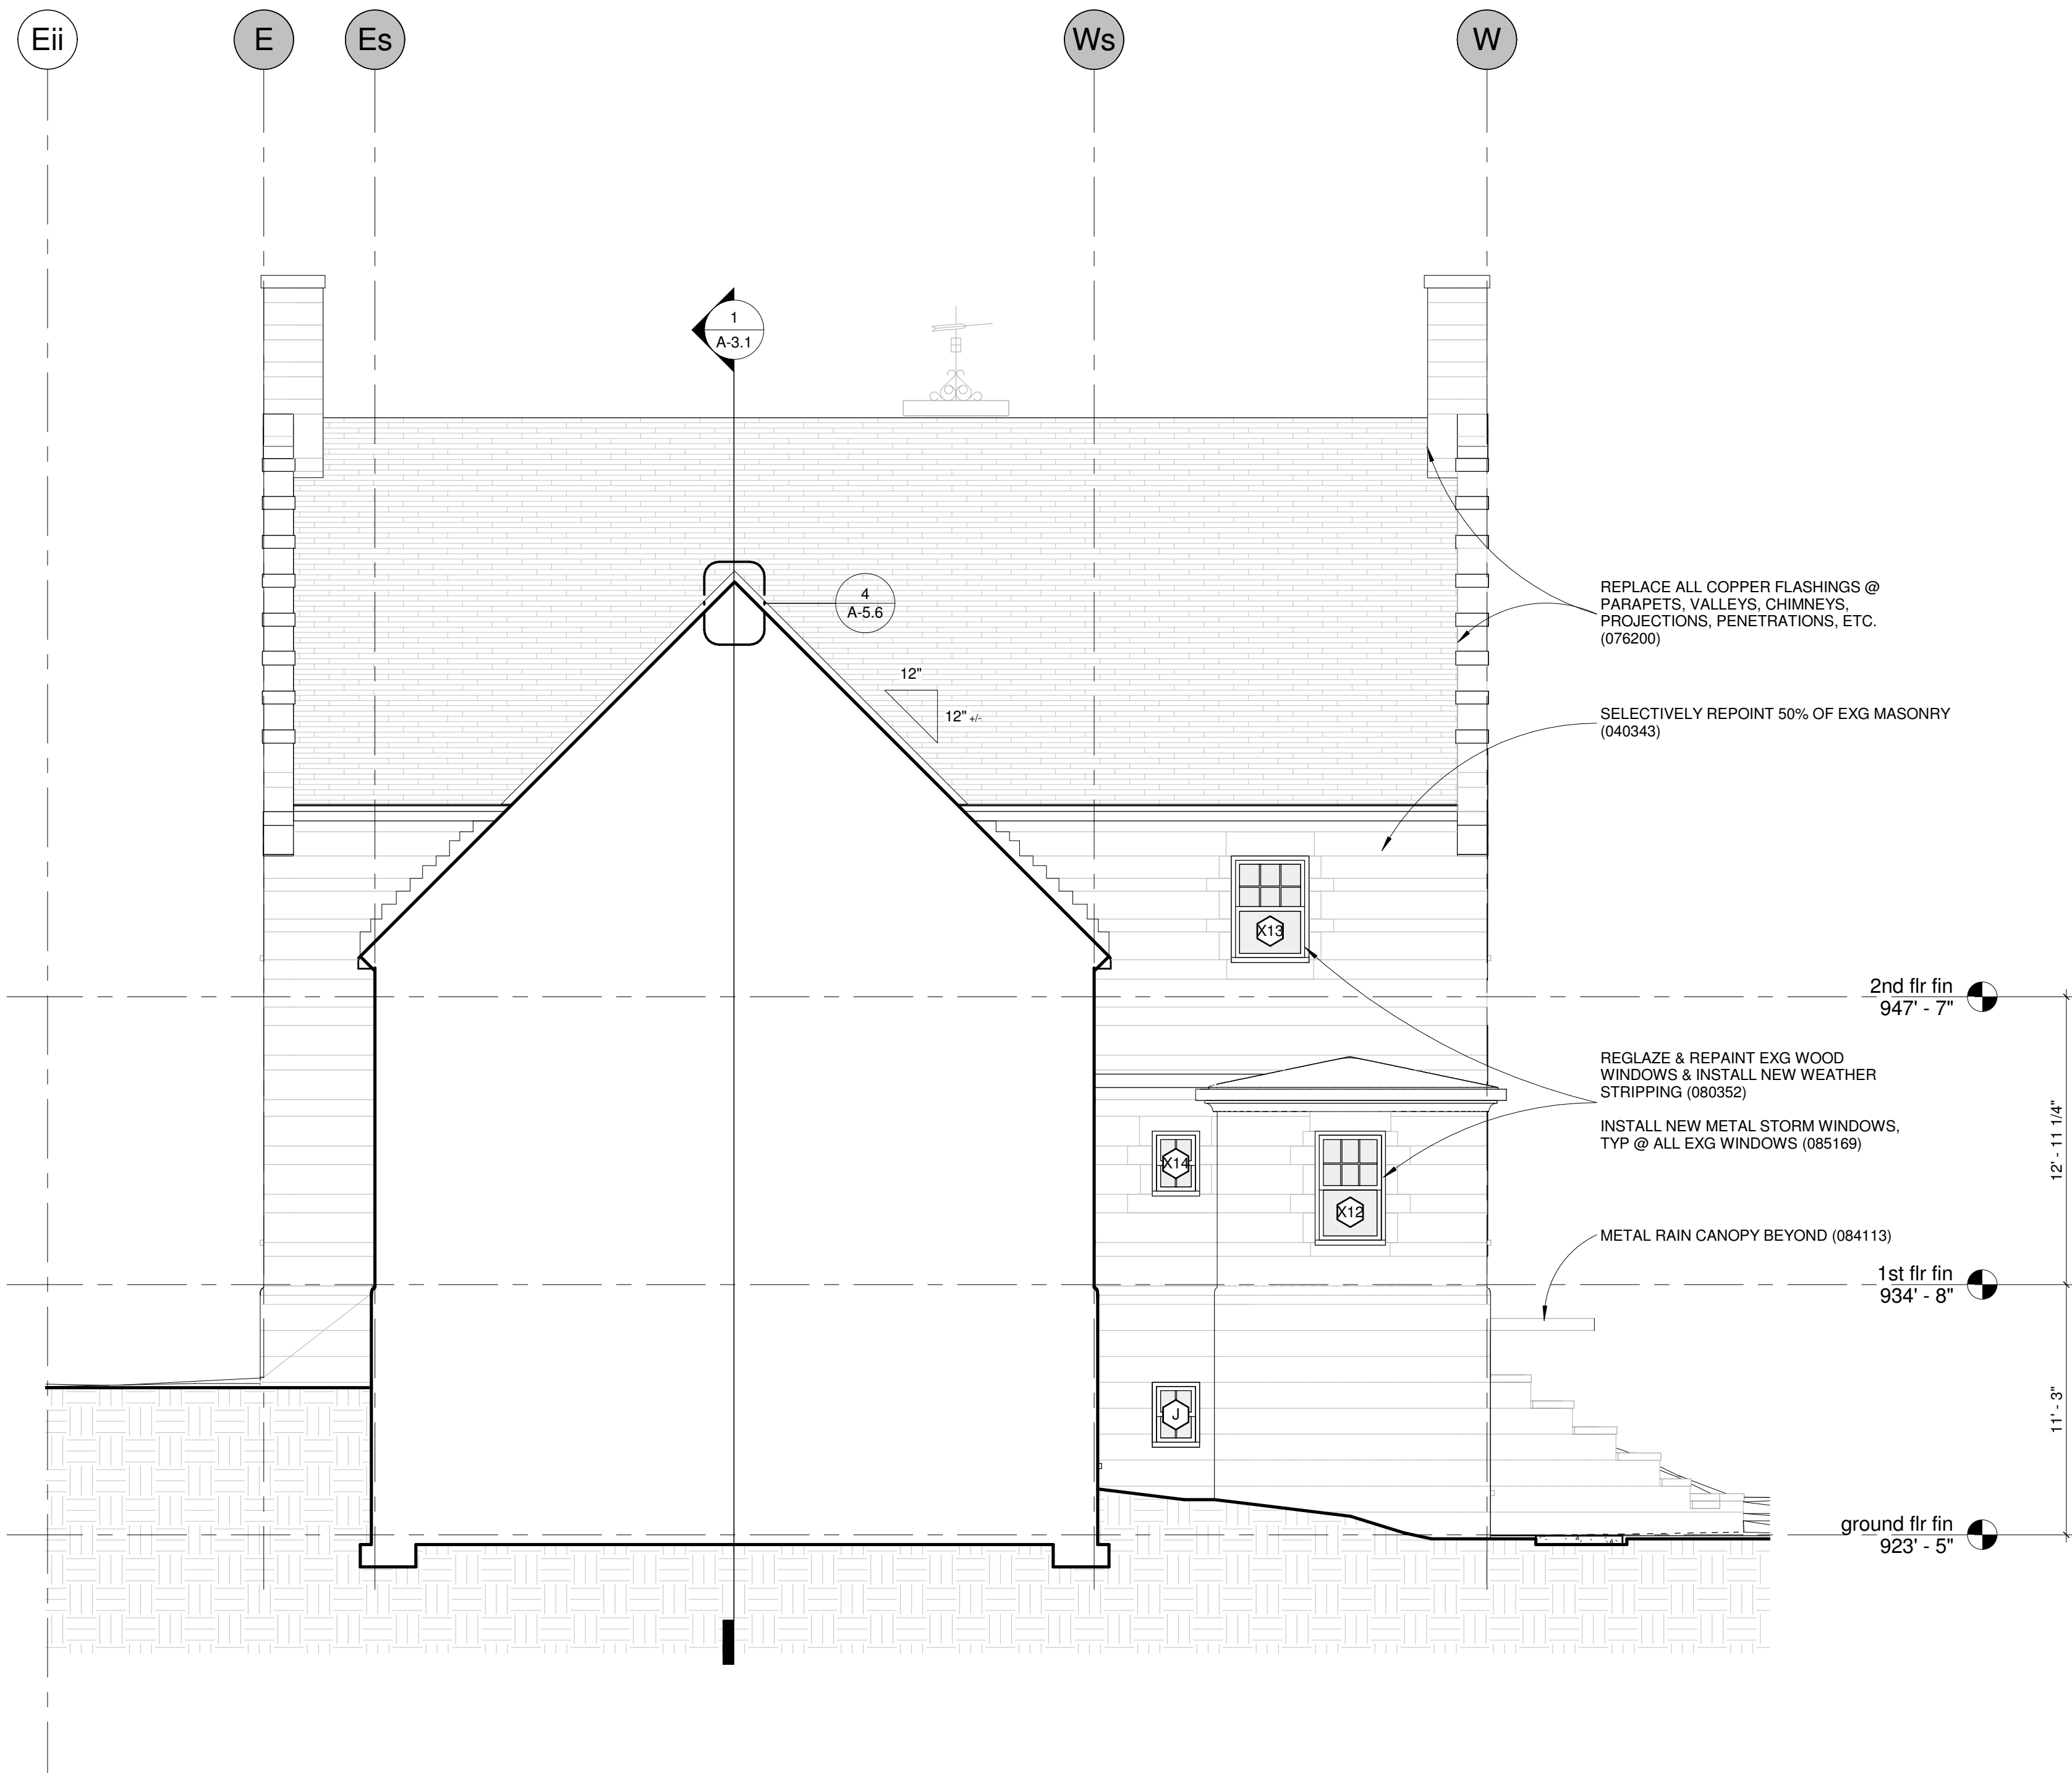 Eii
E
Es
Ws
W
1
A-3.1
4
A-5.6
12"
12" +/-
REPLACE ALL COPPER FLASHINGS @
PARAPETS, VALLEYS, CHIMNEYS,
PROJECTIONS, PENETRATIONS, ETC.
(076200)
SELECTIVELY REPOINT 50% OF EXG MASONRY
(040343)
X13
2nd flr fin
947' - 7"
REGLAZE & REPAINT EXG WOOD
WINDOWS & INSTALL NEW WEATHER
STRIPPING (080352)
INSTALL NEW METAL STORM WINDOWS,
TYP @ ALL EXG WINDOWS (085169)
12' - 11 1/4"
X14
X12
METAL RAIN CANOPY BEYOND (084113)
1st flr fin
934' - 8"
11' - 3"
J
ground flr fin
923' - 5"